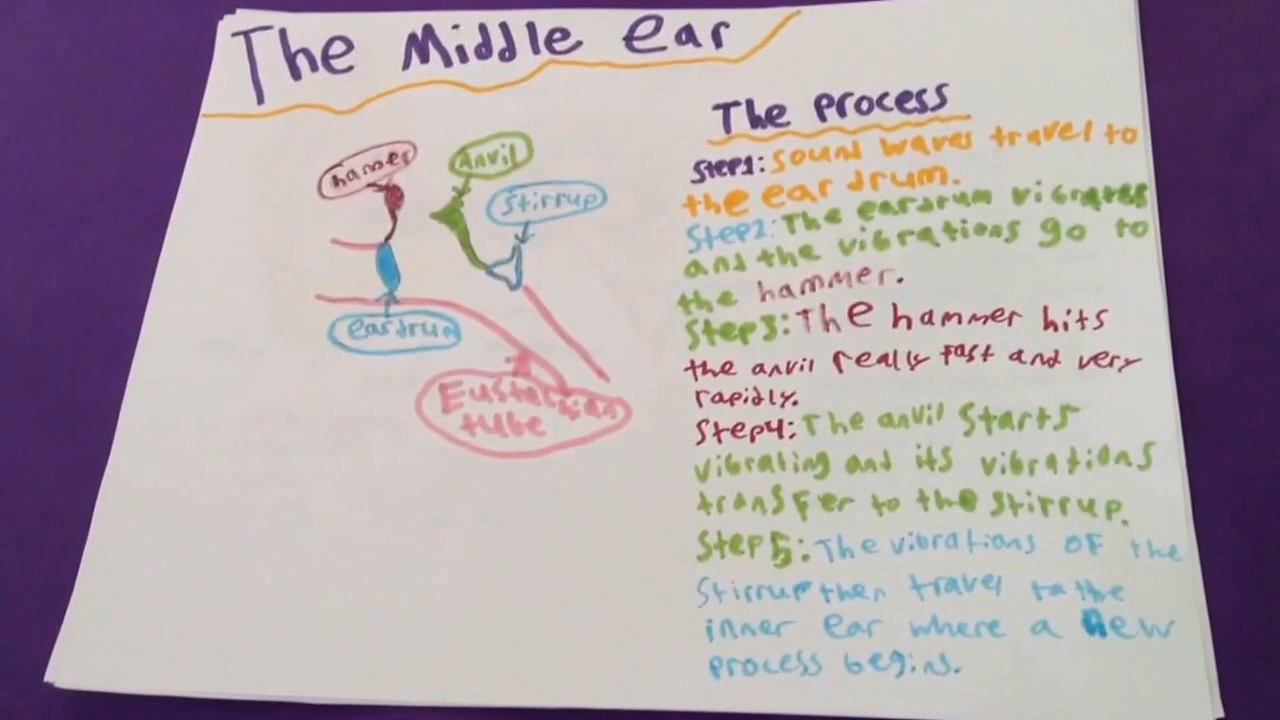 The Middle ear
hammer
anvil
Stirrup
eardrum
Eustachian
tube
The process
Step1: Sound waves travel to
the ear drum.
Step2: The eardrum vibrates
and the vibrations go to
the hammer.
Step3: The hammer hits
the anvil really fast and very
rapidly.
Step4: The anvil Starts
vibrating and its vibrations
transfer to the Stirrup.
Step5: The vibrations of the
Stirrup then travel to the
inner ear where a new
process begins.